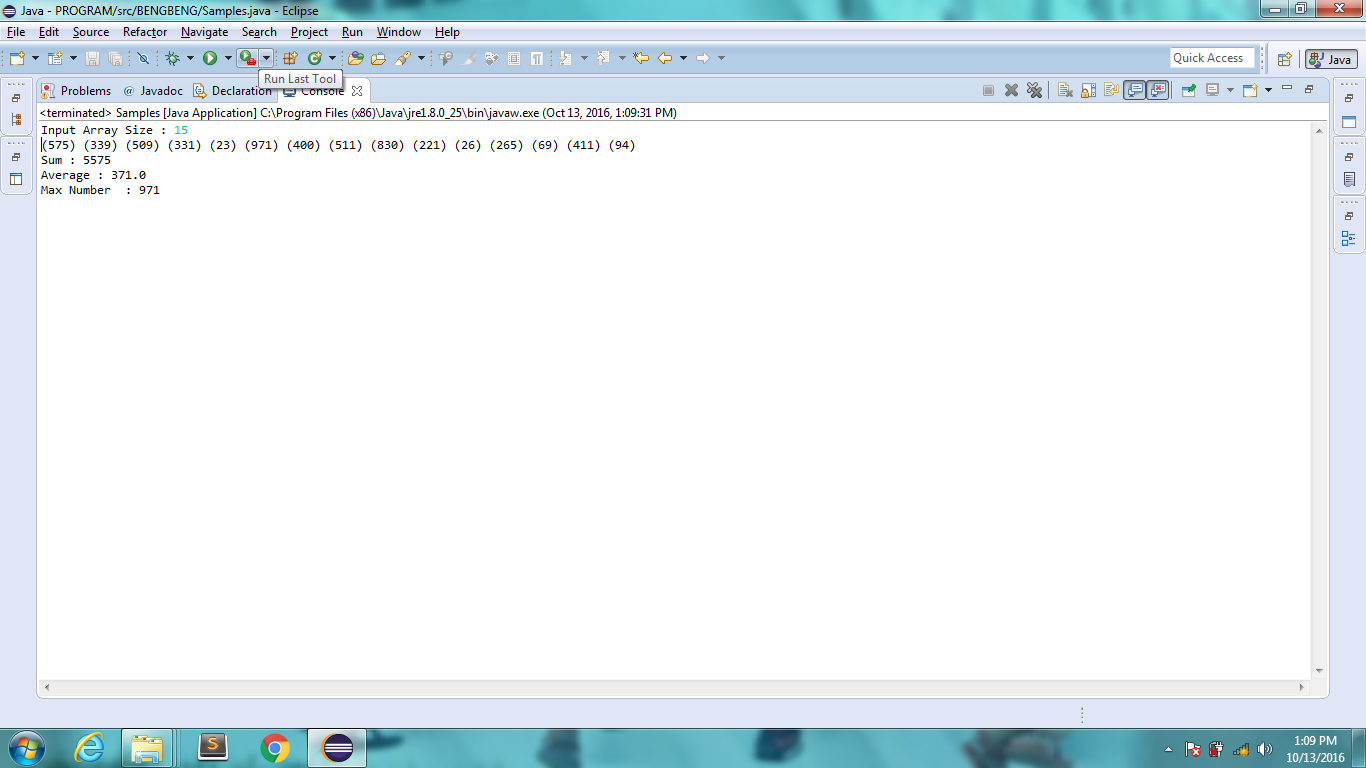 Java - PROGRAM/src/BENGBENG/Samples.java - Eclipse
File Edit Source Refactor Navigate Search Project Run Window Help
Quick Access
Java
Run Last Tool
Problems @ Javadoc Declaration Console
<terminated> Samples [Java Application] C:\Program Files (x86)\Java\jre1.8.0_25\bin\javaw.exe (Oct 13, 2016, 1:09:31 PM)
Input Array Size : 15
(575) (339) (509) (331) (23) (971) (400) (511) (830) (221) (26) (265) (69) (411) (94)
Sum : 5575
Average : 371.0
Max Number  : 971
1:09 PM
10/13/2016